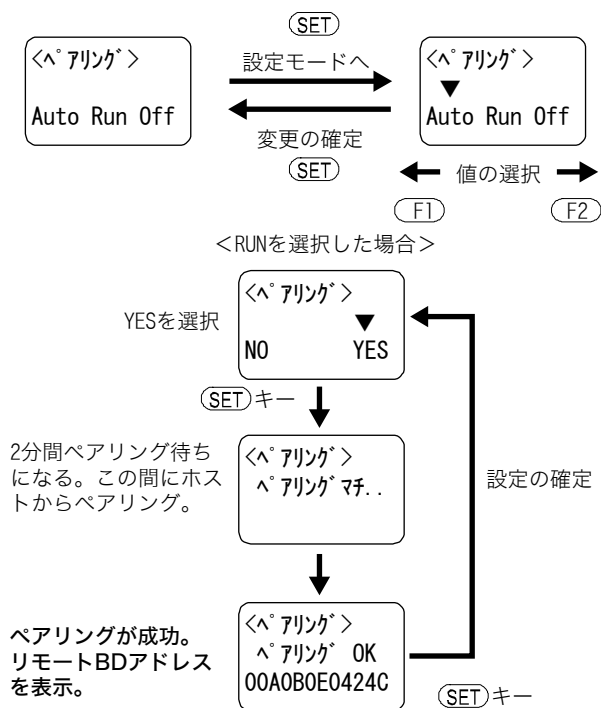 SET
<ペアリング>
Auto Run Off
設定モードへ
変更の確定
SET
<ペアリング>
▼
Auto Run Off
値の選択
F1
F2
<RUNを選択した場合>
YESを選択
<ペアリング>
▼
NO YES
SETキー
2分間ペアリング待ち
になる。この間にホス
トからペアリング。
<ペアリング>
ペアリングマチ..
設定の確定
ペアリングが成功。
リモートBDアドレス
を表示。
<ペアリング>
ペアリング OK
00A0B0E0424C
SETキー